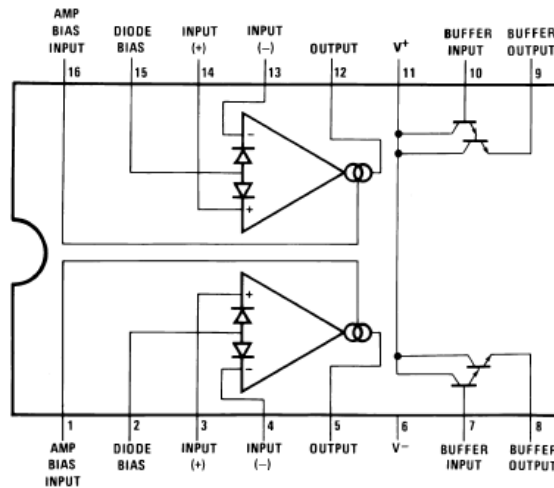 AMP
BIAS
INPUT
16
DIODE
BIAS
15
INPUT
(+)
14
INPUT
(−)
13
OUTPUT
12
V+
11
BUFFER
INPUT
10
BUFFER
OUTPUT
9
−
+
+
−
1
AMP
BIAS
INPUT
2
DIODE
BIAS
3
INPUT
(+)
4
INPUT
(−)
5
OUTPUT
6
V−
7
BUFFER
INPUT
8
BUFFER
OUTPUT